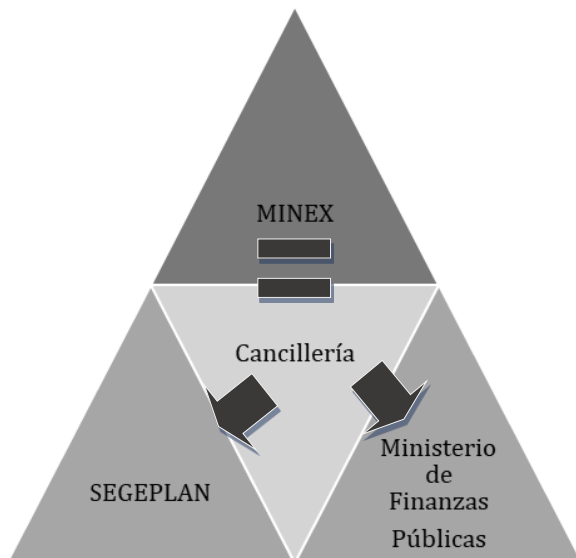 MINEX
Cancillería
SEGEPLAN
Ministerio
de
Finanzas
Públicas